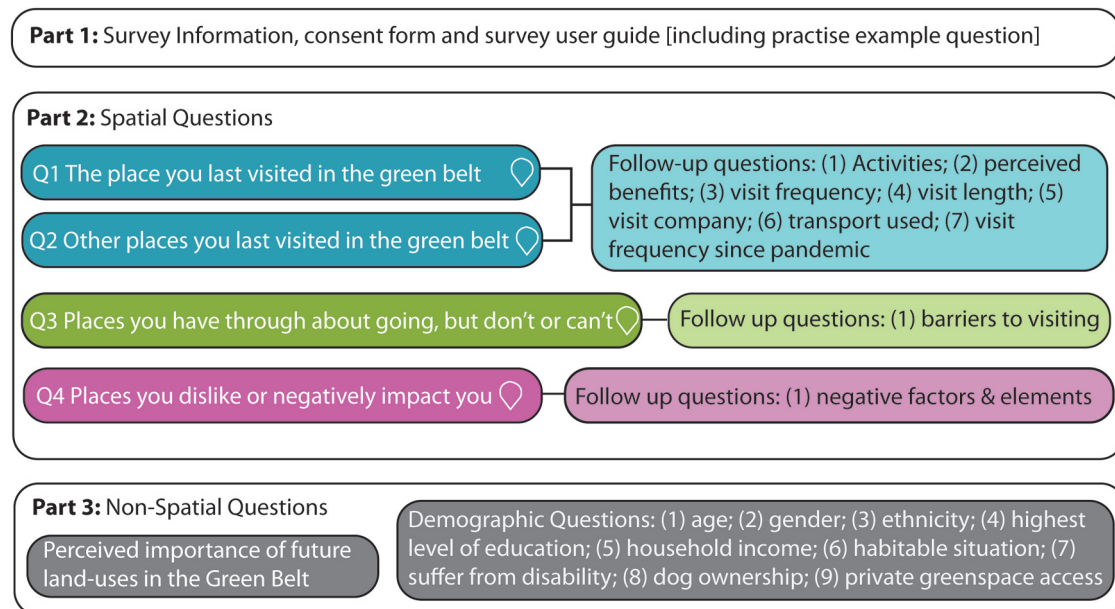 Part 1: Survey Information, consent form and survey user guide [including practise example question]
Part 2: Spatial Questions
Q1 The place you last visited in the green belt
Q2 Other places you last visited in the green belt
Follow-up questions: (1) Activities; (2) perceived
benefits; (3) visit frequency; (4) visit length; (5)
visit company; (6) transport used; (7) visit
frequency since pandemic
Q3 Places you have through about going, but don't or can't
Follow up questions: (1) barriers to visiting
Q4 Places you dislike or negatively impact you
Follow up questions: (1) negative factors & elements
Part 3: Non-Spatial Questions
Perceived importance of future
land-uses in the Green Belt
Demographic Questions: (1) age; (2) gender; (3) ethnicity; (4) highest
level of education; (5) household income; (6) habitable situation; (7)
suffer from disability; (8) dog ownership; (9) private greenspace access